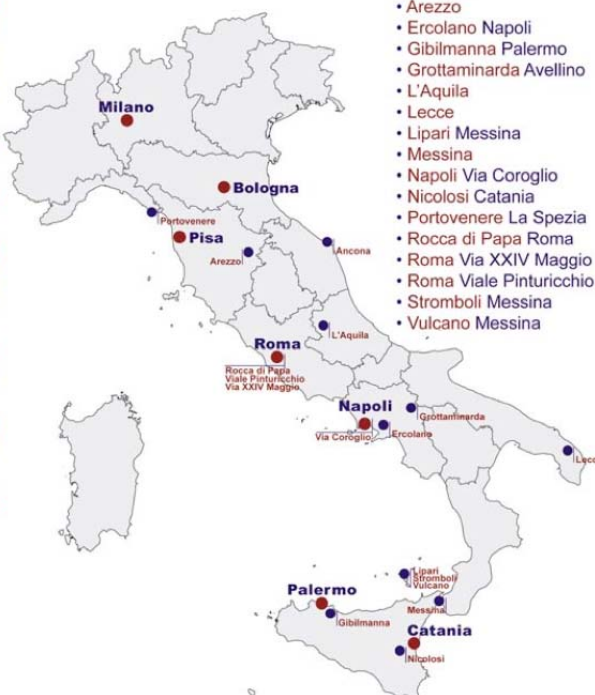 • Arezzo
• Ercolano Napoli
• Gibilmanna Palermo
• Grottaminarda Avellino
• L'Aquila
• Lecce
• Lipari Messina
• Messina
• Napoli Via Coroglio
• Nicolosi Catania
• Portovenere La Spezia
• Rocca di Papa Roma
• Roma Via XXIV Maggio
• Roma Viale Pinturicchio
• Stromboli Messina
• Vulcano Messina
Milano
Bologna
Portovenere
Pisa
Arezzo
Ancona
L'Aquila
Roma
Rocca di Papa
Viale Pinturicchio
Via XXIV Maggio
Napoli
Grottaminarda
Via Coroglio
Ercolano
Lecc
Lipari
Stromboli
Vulcano
Palermo
Messina
Gibilmanna
Catania
Nicolosi